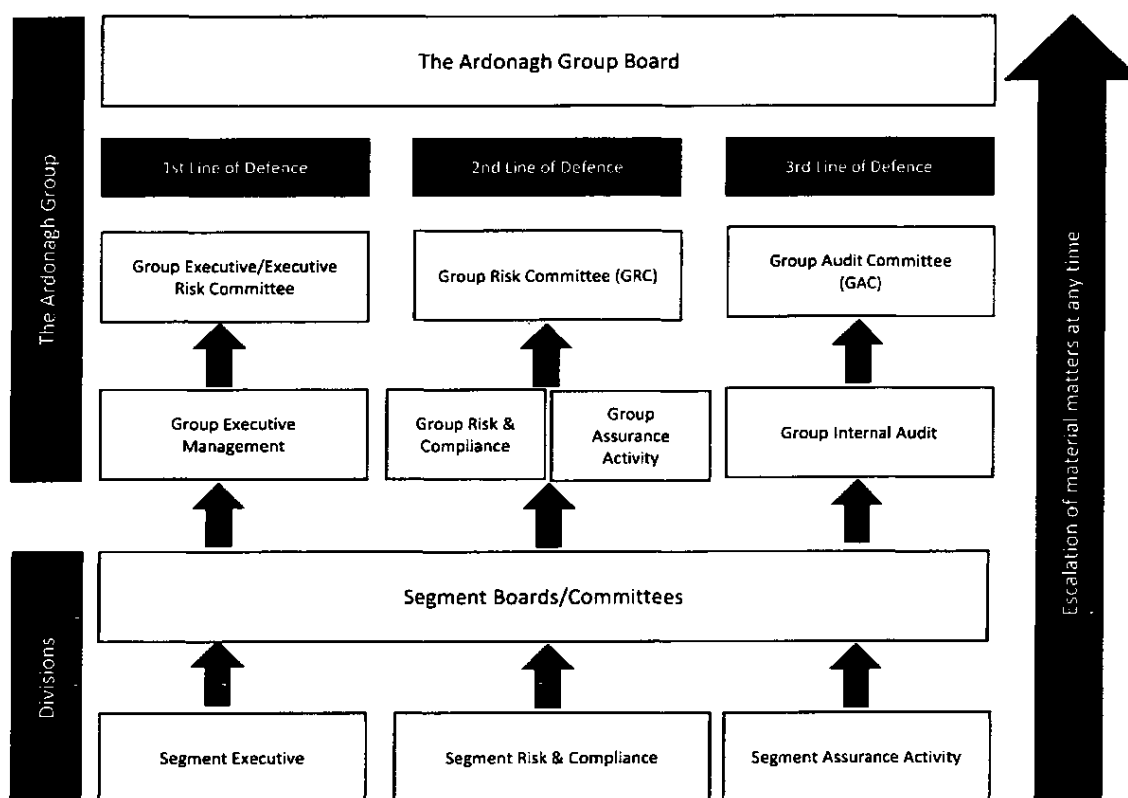 The Ardonagh Group Board
The Ardonagh Group
1st Line of Defence
2nd Line of Defence
3rd Line of Defence
Group Executive/Executive
Risk Committee
Group Risk Committee (GRC)
Group Audit Committee
(GAC)
Group Executive
Management
Group Risk &
Compliance
Group
Assurance
Activity
Group Internal Audit
Escalation of material matters at any time
Divisions
Segment Boards/Committees
Segment Executive
Segment Risk & Compliance
Segment Assurance Activity